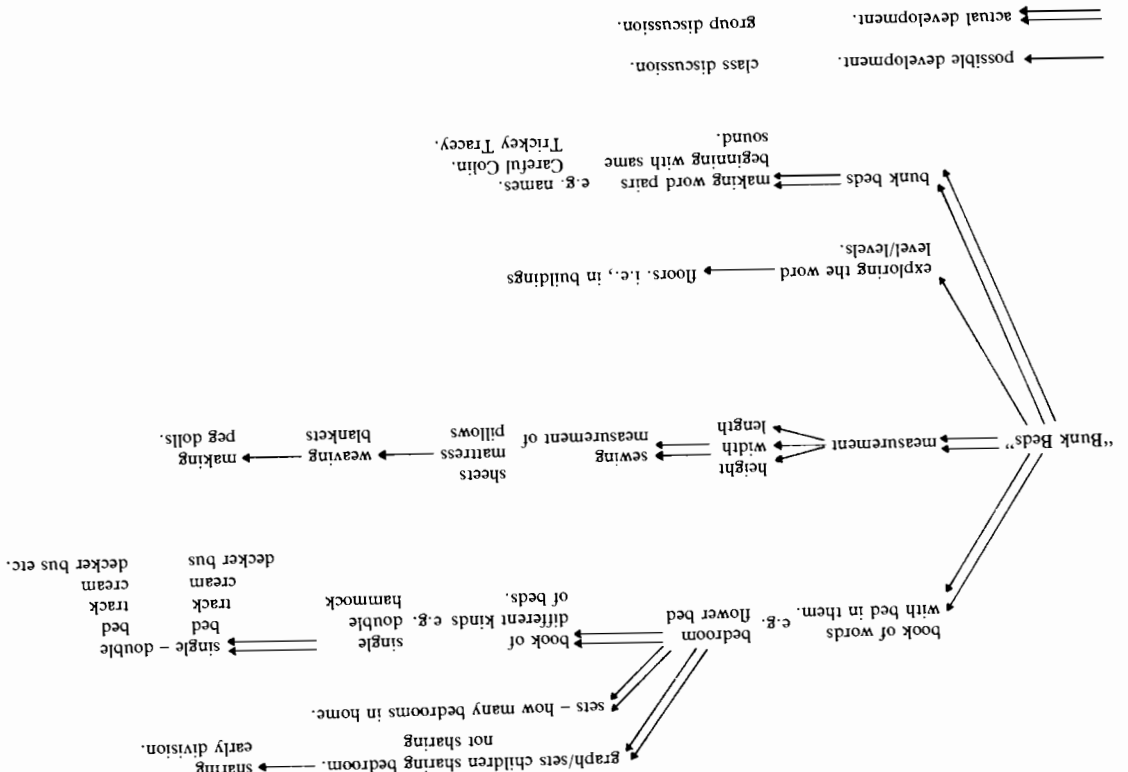 graph/sets children sharing bedroom.
not sharing
sharing
early division.
sets – how many bedrooms in home.
book of words
with bed in them.
e.g.
bedroom
flower bed
book of
different kinds e.g.
of beds.
single
double
hammock
single – double
bed
track
cream
decker bus
bed
track
cream
decker bus etc.
"Bunk Beds"
measurement
height
width
length
sewing
measurement of
sheets
mattress
pillows
weaving
blankets
making
peg dolls.
exploring the word
level/levels.
floors. i.e., in buildings
bunk beds
making word pairs
beginning with same
sound.
e.g. names.
Careful Colin.
Trickey Tracey.
possible development.
class discussion.
actual development.
group discussion.